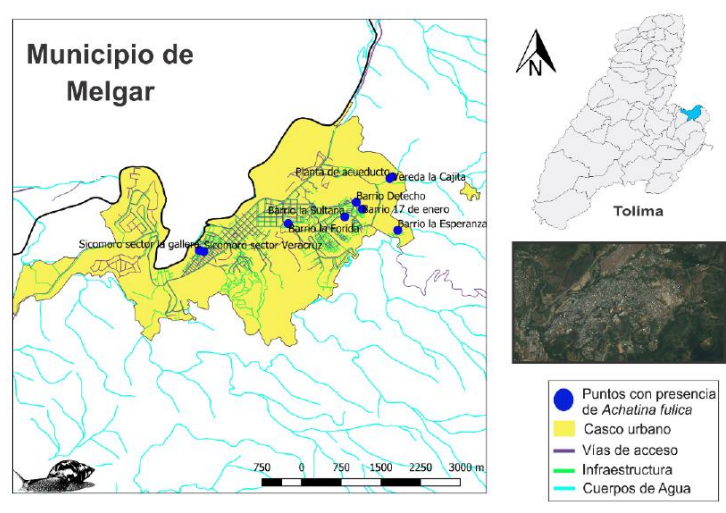 Municipio de
Melgar
N
Tolima
Planta de acueducto
Vereda la Cajita
Barrio Detecho
Barrio la Sultana
Barrio 17 de enero
Barrio la Florida
Barrio la Esperanza
Sicomoro sector la gallera
Sicomoro sector Veracruz
750 0 750 1500 2250 3000 m
Puntos con presencia
de Achatina fulica
Casco urbano
Vías de acceso
Infraestructura
Cuerpos de Agua